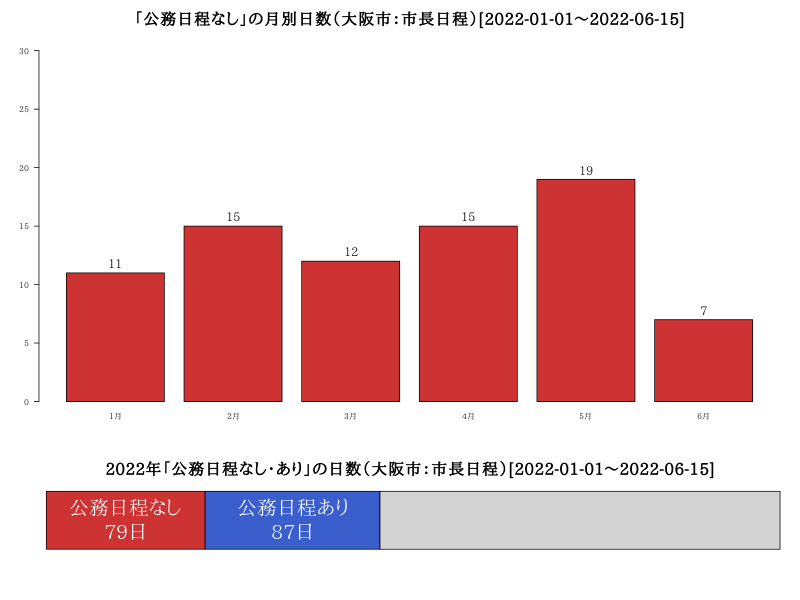 「公務日程なし」の月別日数(大阪市:市長日程)[2022-01-01〜2022-06-15]
30
25
20
15
10
5
0
11
15
12
15
19
7
1月
2月
3月
4月
5月
6月
2022年「公務日程なし・あり」の日数(大阪市:市長日程)[2022-01-01〜2022-06-15]
公務日程なし
79日
公務日程あり
87日